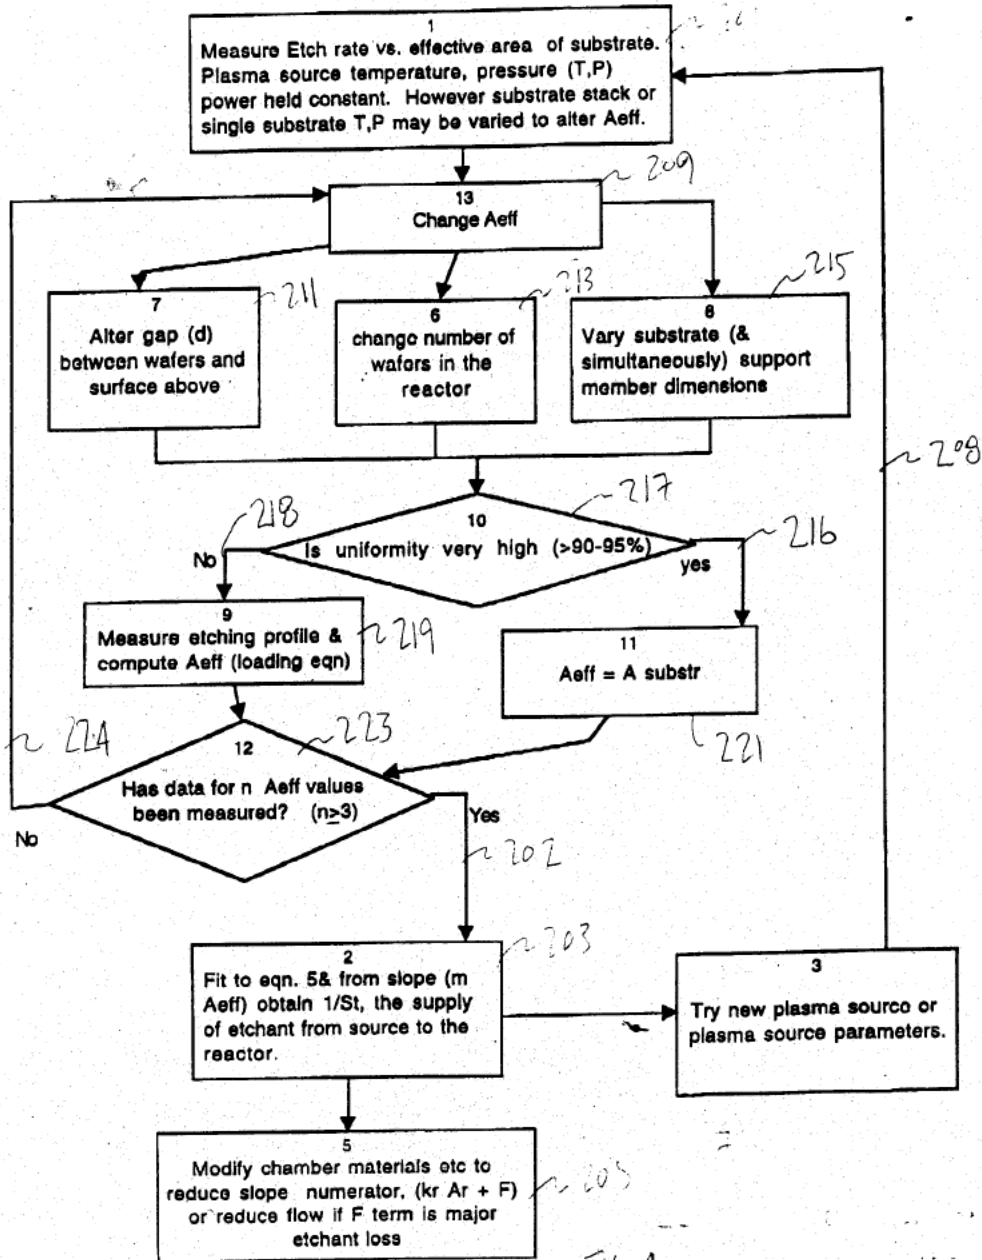 1
Measure Etch rate vs. effective area of substrate.
Plasma source temperature, pressure (T,P)
power held constant. However substrate stack or
single substrate T,P may be varied to alter Aeff.
209
13
Change Aeff
211
7
Alter gap (d)
between wafers and
surface above
213
6
change number of
wafers in the
reactor
215
8
Vary substrate (&
simultaneously) support
member dimensions
208
218
217
216
10
Is uniformity very high (>90-95%)
No
yes
9
Measure etching profile &
compute Aeff (loading eqn)
219
11
Aeff = A substr
221
224
223
12
Has data for n Aeff values
been measured? (n≥3)
No
Yes
202
203
2
Fit to eqn. 5& from slope (m
Aeff) obtain 1/St, the supply
of etchant from source to the
reactor.
3
Try new plasma source or
plasma source parameters.
5
Modify chamber materials etc to
reduce slope numerator, (kr Ar + F)
or reduce flow if F term is major
etchant loss
205